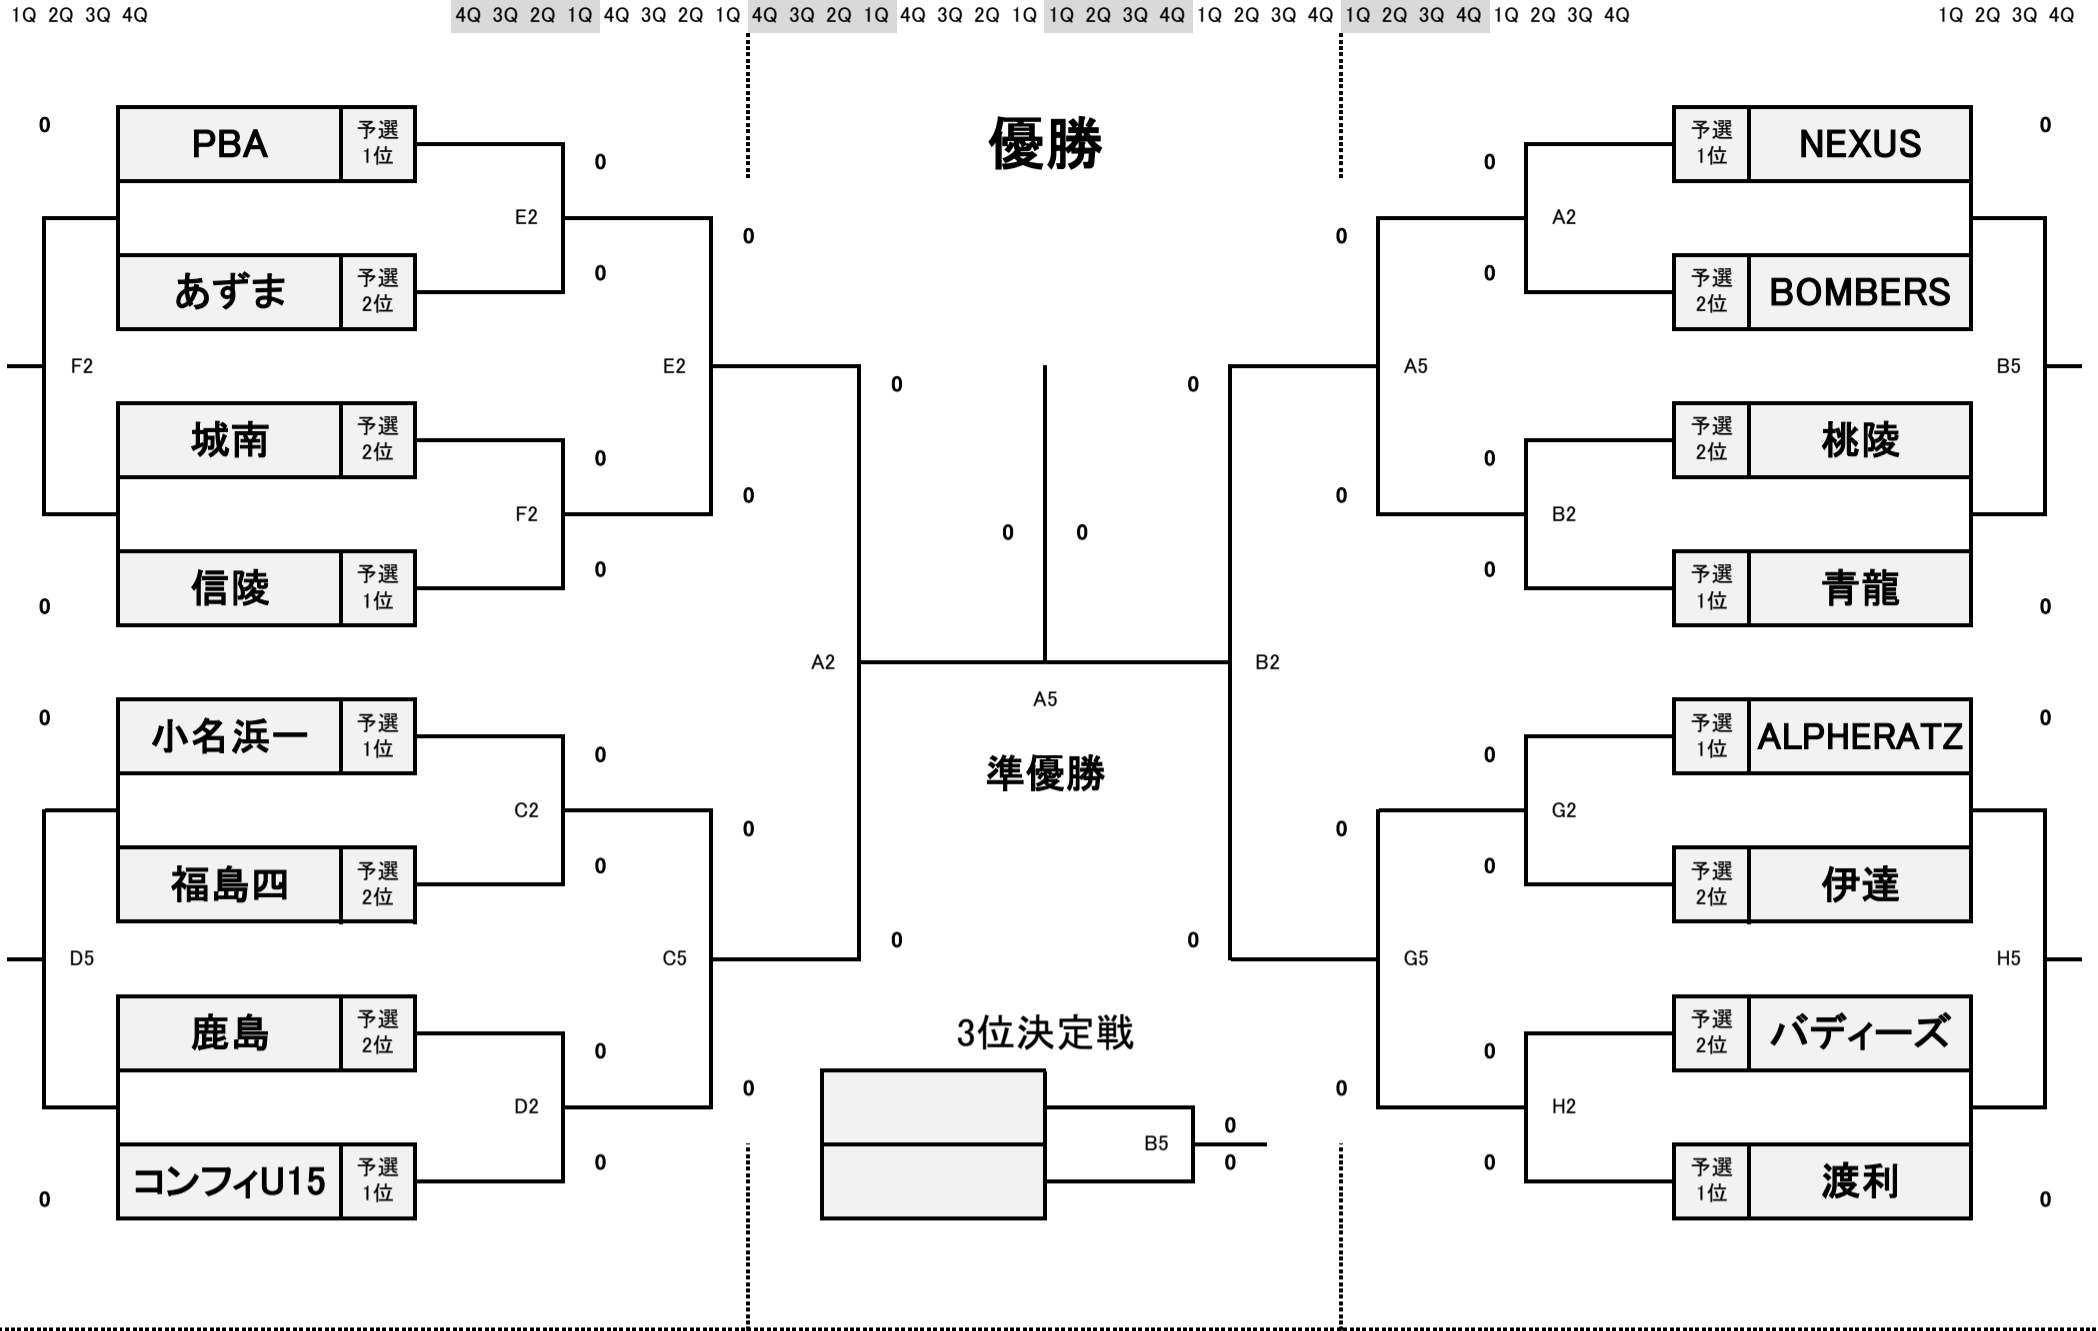 1Q 2Q 3Q 4Q 4Q 3Q 2Q 1Q 4Q 3Q 2Q 1Q 4Q 3Q 2Q 1Q 4Q 3Q 2Q 1Q 1Q 2Q 3Q 4Q 1Q 2Q 3Q 4Q 1Q 2Q 3Q 4Q 1Q 2Q 3Q 4Q 1Q 2Q 3Q 4Q
0 PBA 予選 優勝 予選 NEXUS 0
1位 0 0 1位
E2 A2
0 0
あずま 予選 0 0 予選 BOMBERS
2位 2位
F2 E2 A5 B5
0 0
城南 予選 予選 桃陵
2位 0 0 2位
0 0
F2 0 0 B2
信陵 予選 0 0 予選 青龍
1位 1位
0 0
A2 B2
A5
0 小名浜一 予選 予選 ALPHERATZ 0
1位 0 準優勝 0 1位
C2 G2
0 0
福島四 予選 0 0 予選 伊達
2位 2位
0 0
D5 C5 G5 H5
鹿島 予選 3位決定戦 予選 バディーズ
2位 0 0 2位
0 0
D2 H2
0
B5
コンフィU15 予選 0 0 0 予選 渡利
1位 1位
0 0